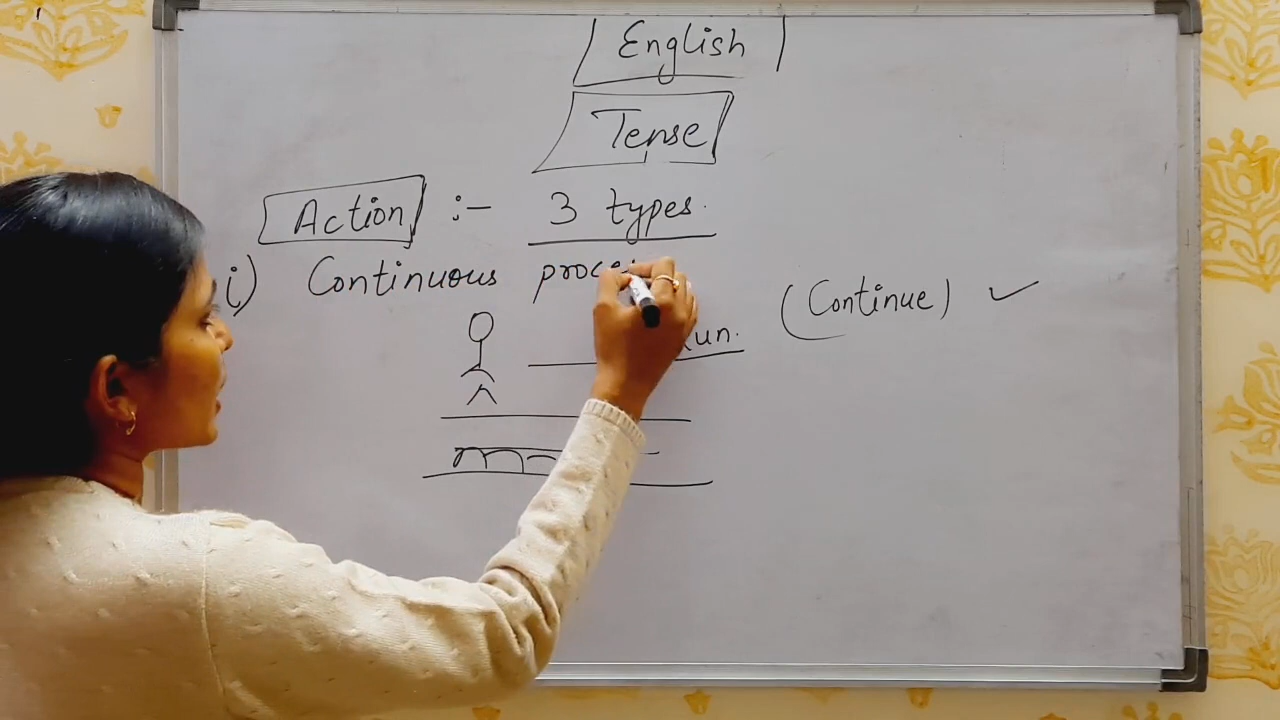 English
Tense
Action :- 3 types.
i) Continuous
(Continue) ✓